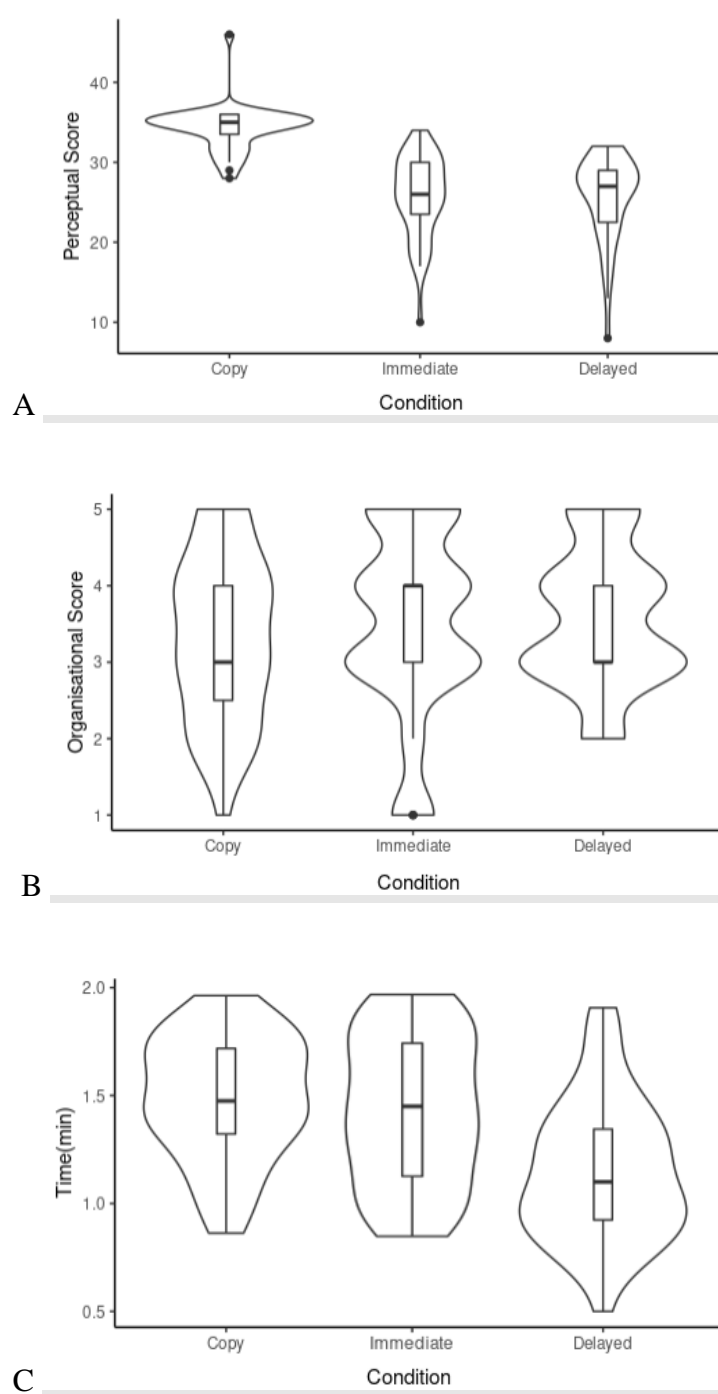 40
30
20
10
Perceptual Score
Copy Immediate Delayed
Condition
A
5
4
3
2
1
Organisational Score
Copy Immediate Delayed
Condition
B
2.0
1.5
1.0
0.5
Time(min)
Copy Immediate Delayed
Condition
C